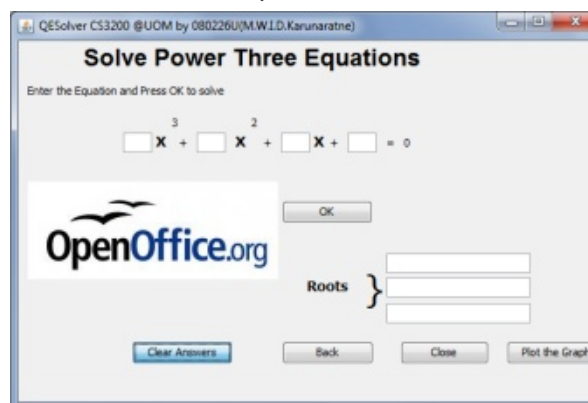 QESolver CS3200 @UOM by 080226U(M.W.I.D.Karunaratne)
Solve Power Three Equations
Enter the Equation and Press OK to solve
3 2
X + X + X + = 0
OK
OpenOffice.org
Roots }
Clear Answers Back Close Plot the Graph